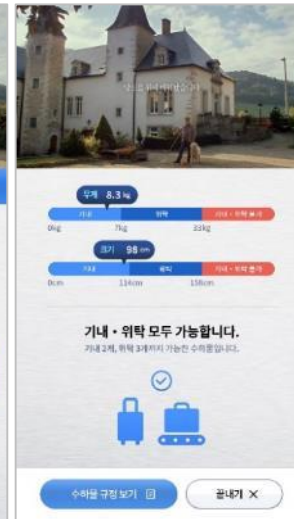 무게 8.3 kg
기내 위탁 기내・위탁 불가
0kg 7kg 33kg
크기 98 cm
기내 위탁 기내・위탁 불가
0cm 114cm 158cm
기내・위탁 모두 가능합니다.
기내 2개, 위탁 3개까지 가능한 수하물입니다.
수하물 규정 보기
끝내기 X